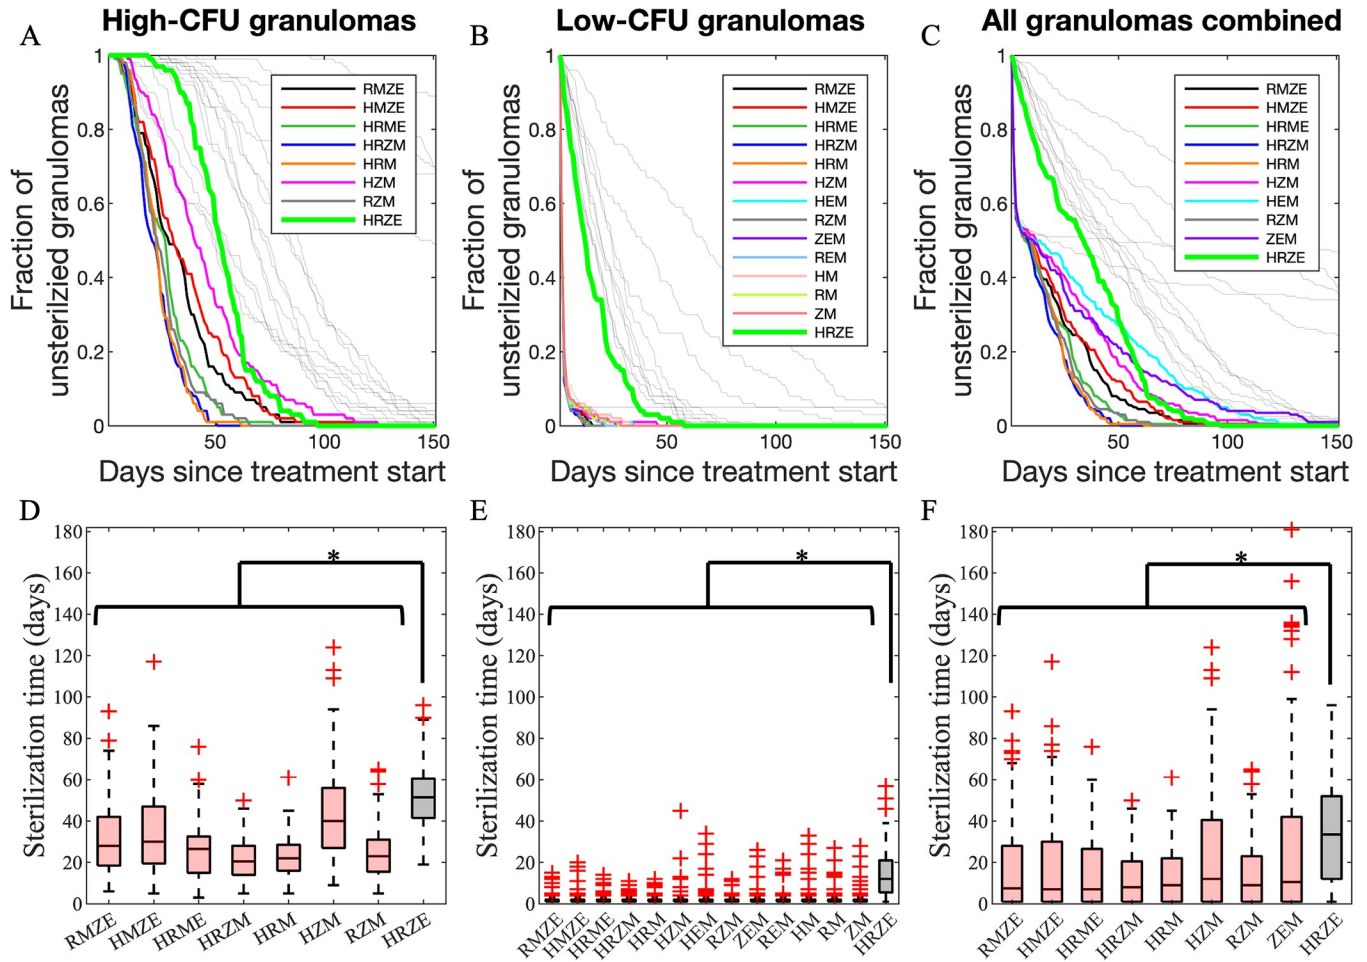 High-CFU granulomas
Low-CFU granulomas
All granulomas combined
A
B
C
Fraction of
unsterilzied granulomas
1
0.8
0.6
0.4
0.2
0
50
100
150
Days since treatment start
RMZE
HMZE
HRME
HRZM
HRM
HZM
RZM
HRZE
Fraction of
unsterilzied granulomas
1
0.8
0.6
0.4
0.2
0
50
100
150
Days since treatment start
RMZE
HMZE
HRME
HRZM
HRM
HZM
HEM
RZM
ZEM
REM
HM
RM
ZM
HRZE
Fraction of
unsterilzied granulomas
1
0.8
0.6
0.4
0.2
0
50
100
150
Days since treatment start
RMZE
HMZE
HRME
HRZM
HRM
HZM
HEM
RZM
ZEM
HRZE
D
E
F
Sterilization time (days)
180
160
140
120
100
80
60
40
20
0
*
RMZE
HMZE
HRME
HRZM
HRM
HZM
RZM
HRZE
Sterilization time (days)
180
160
140
120
100
80
60
40
20
0
*
RMZE
HMZE
HRME
HRZM
HRM
HZM
HEM
RZM
ZEM
REM
HM
RM
ZM
HRZE
Sterilization time (days)
180
160
140
120
100
80
60
40
20
0
*
RMZE
HMZE
HRME
HRZM
HRM
HZM
RZM
ZEM
HRZE